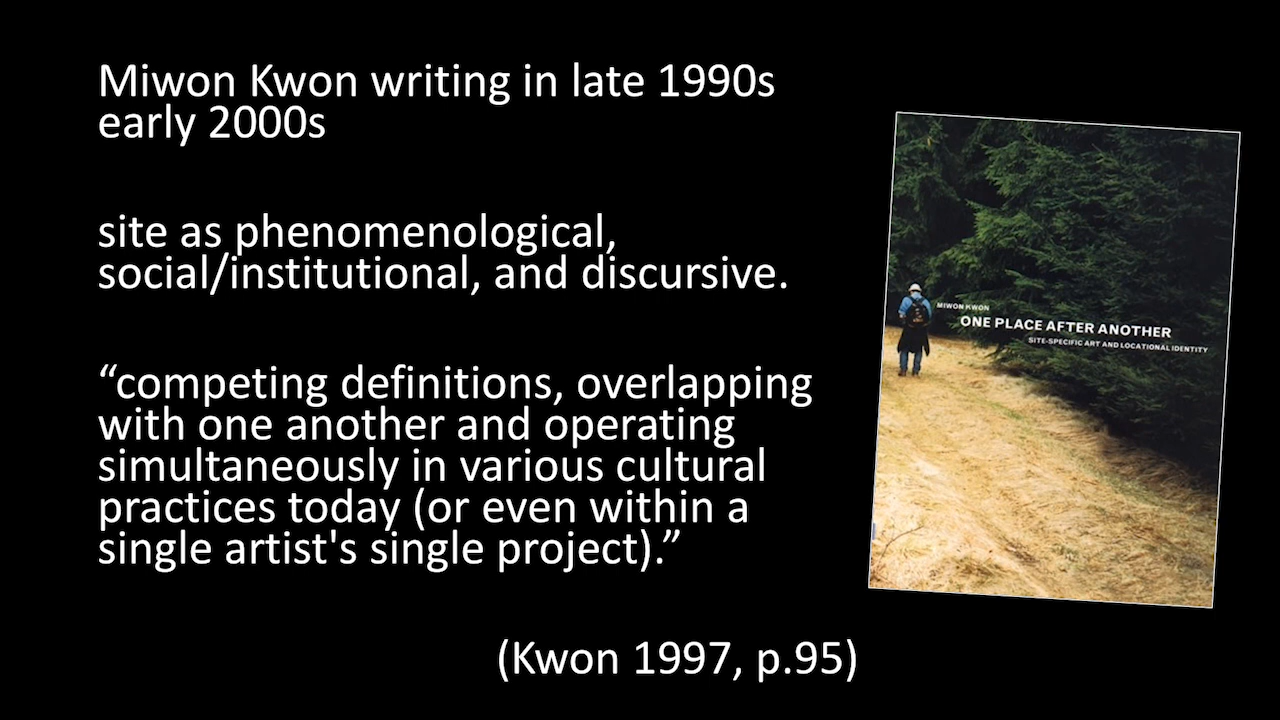 Miwon Kwon writing in late 1990s
early 2000s
site as phenomenological,
social/institutional, and discursive.
“competing definitions, overlapping
with one another and operating
simultaneously in various cultural
practices today (or even within a
single artist's single project).”
(Kwon 1997, p.95)
MIWON KWON
ONE PLACE AFTER ANOTHER
SITE-SPECIFIC ART AND LOCATIONAL IDENTITY